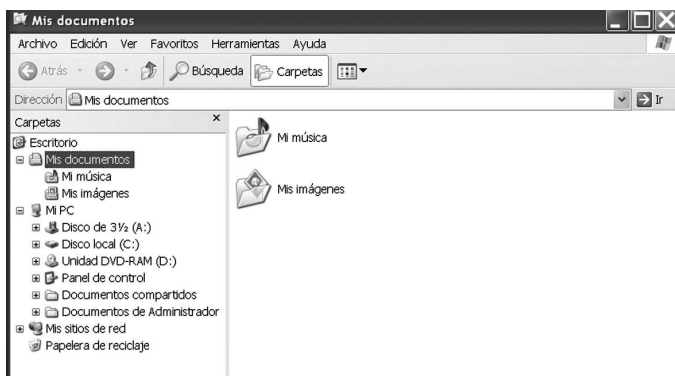 Mis documentos
Archivo Edición Ver Favoritos Herramientas Ayuda
Atrás Búsqueda Carpetas
Dirección Mis documentos Ir
Carpetas
Escritorio
Mis documentos
Mi música
Mis imágenes
Mi PC
Disco de 3½ (A:)
Disco local (C:)
Unidad DVD-RAM (D:)
Panel de control
Documentos compartidos
Documentos de Administrador
Mis sitios de red
Papelera de reciclaje
Mi música
Mis imágenes